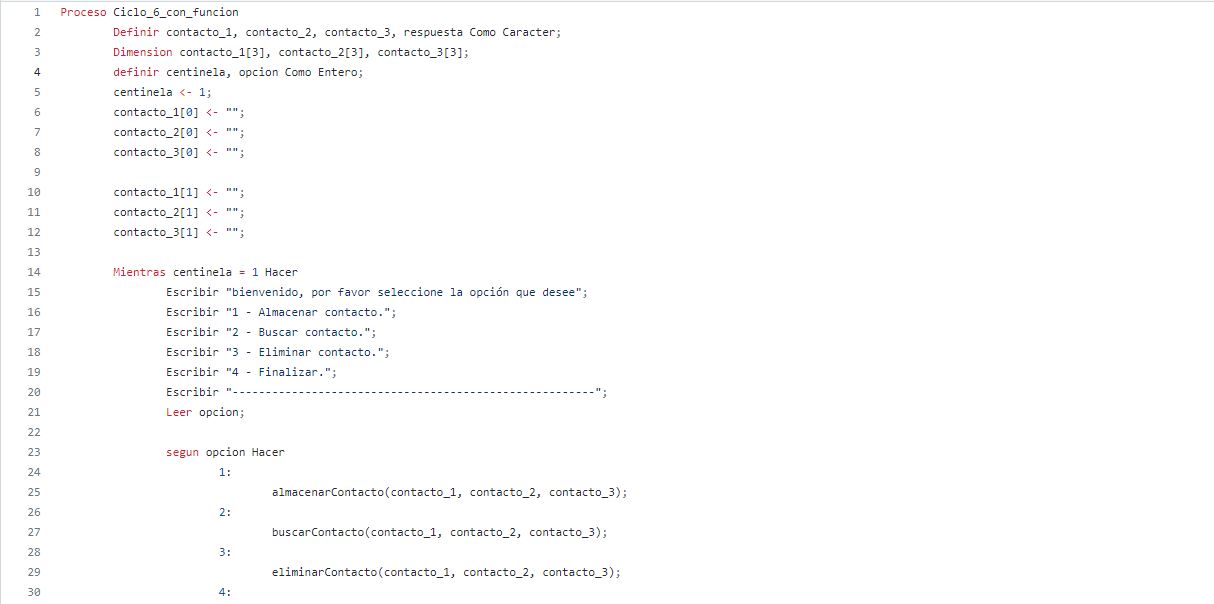 1 Proceso Ciclo_6_con_funcion
2 Definir contacto_1, contacto_2, contacto_3, respuesta Como Caracter;
3 Dimension contacto_1[3], contacto_2[3], contacto_3[3];
4 definir centinela, opcion Como Entero;
5 centinela <- 1;
6 contacto_1[0] <- "";
7 contacto_2[0] <- "";
8 contacto_3[0] <- "";
9
10 contacto_1[1] <- "";
11 contacto_2[1] <- "";
12 contacto_3[1] <- "";
13
14 Mientras centinela = 1 Hacer
15 Escribir "bienvenido, por favor seleccione la opción que desee";
16 Escribir "1 - Almacenar contacto.";
17 Escribir "2 - Buscar contacto.";
18 Escribir "3 - Eliminar contacto.";
19 Escribir "4 - Finalizar.";
20 Escribir "-------------------------------------------------------";
21 Leer opcion;
22
23 segun opcion Hacer
24 1:
25 almacenarContacto(contacto_1, contacto_2, contacto_3);
26 2:
27 buscarContacto(contacto_1, contacto_2, contacto_3);
28 3:
29 eliminarContacto(contacto_1, contacto_2, contacto_3);
30 4: